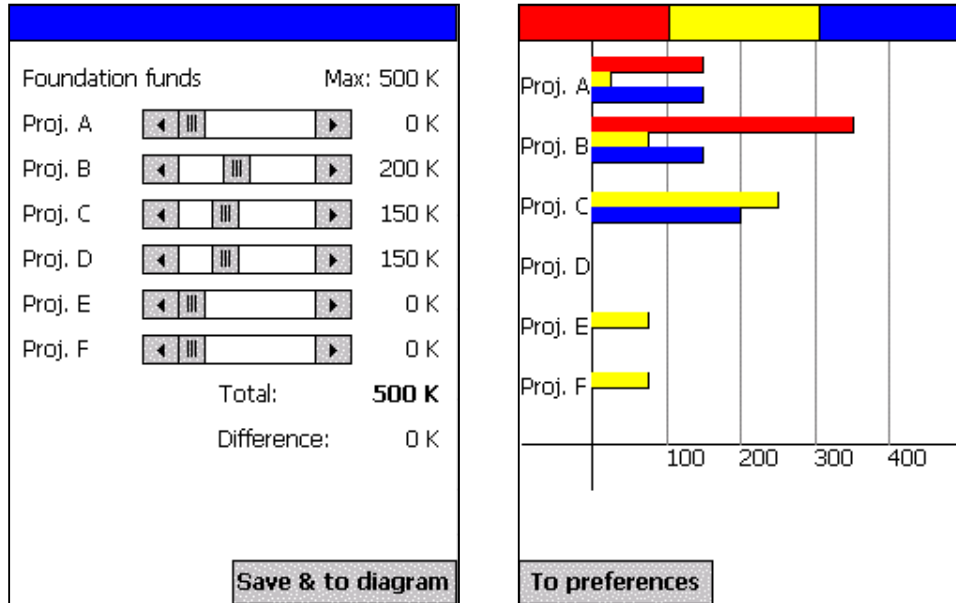 Foundation funds Max: 500 K
Proj. A 0 K
Proj. B 200 K
Proj. C 150 K
Proj. D 150 K
Proj. E 0 K
Proj. F 0 K
Total: 500 K
Difference: 0 K
Save & to diagram
Proj. A
Proj. B
Proj. C
Proj. D
Proj. E
Proj. F
100 200 300 400
To preferences